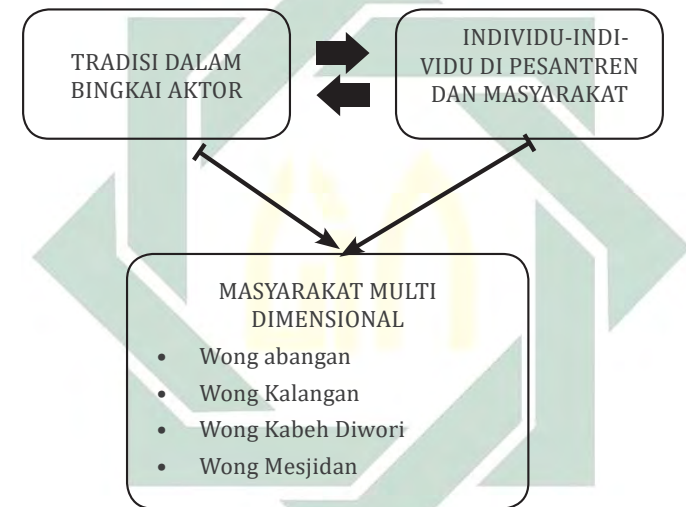 TRADISI DALAM
BINGKAI AKTOR
INDIVIDU-INDI-
VIDU DI PESANTREN
DAN MASYARAKAT
MASYARAKAT MULTI
DIMENSIONAL
• Wong abangan
• Wong Kalangan
• Wong Kabeh Diwori
• Wong Mesjidan